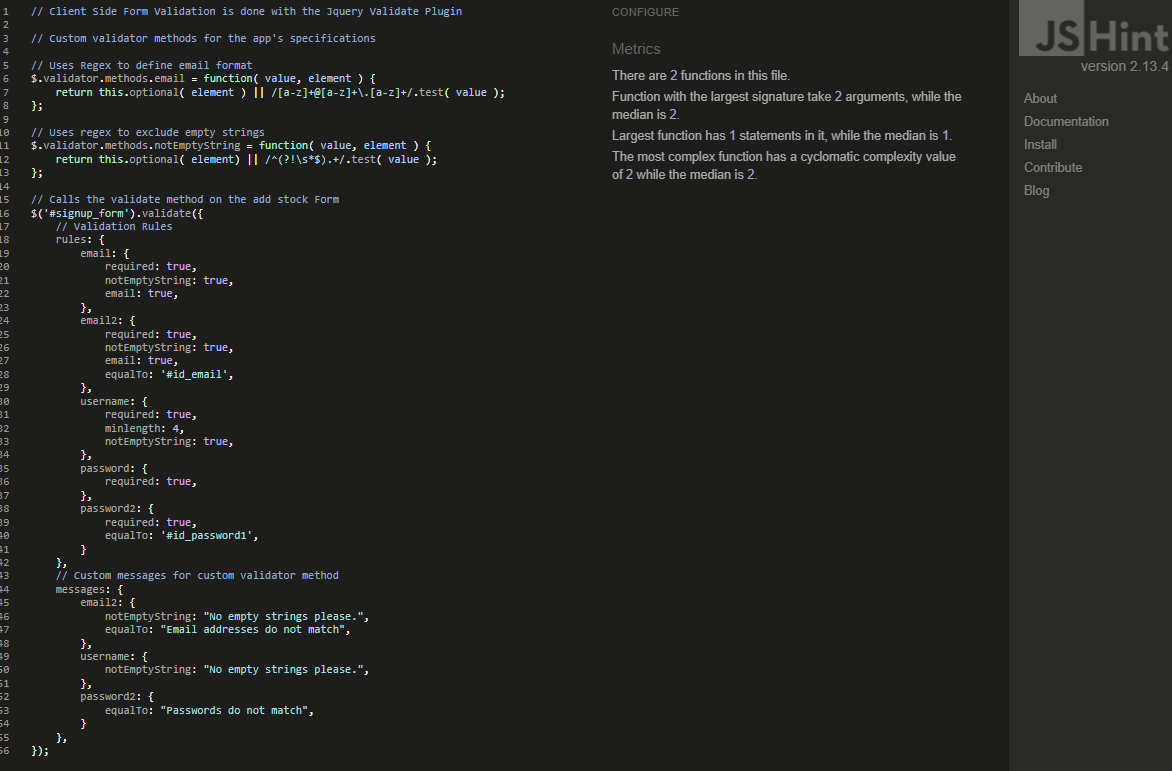 1 // Client Side Form Validation is done with the Jquery Validate Plugin
2
3 // Custom validator methods for the app's specifications
4
5 // Uses Regex to define email format
6 $.validator.methods.email = function( value, element ) {
7 return this.optional( element ) || /[a-z]+@[a-z]+\.[a-z]+/.test( value );
8 };
9
10 // Uses regex to exclude empty strings
11 $.validator.methods.notEmptyString = function( value, element ) {
12 return this.optional( element) || /^(?!\s*$).+/.test( value );
13 };
14
15 // Calls the validate method on the add stock Form
16 $('#signup_form').validate({
17 // Validation Rules
18 rules: {
19 email: {
20 required: true,
21 notEmptyString: true,
22 email: true,
23 },
24 email2: {
25 required: true,
26 notEmptyString: true,
27 email: true,
28 equalTo: '#id_email',
29 },
30 username: {
31 required: true,
32 minlength: 4,
33 notEmptyString: true,
34 },
35 password: {
36 required: true,
37 },
38 password2: {
39 required: true,
40 equalTo: '#id_password1',
41 }
42 },
43 // Custom messages for custom validator method
44 messages: {
45 email2: {
46 notEmptyString: "No empty strings please.",
47 equalTo: "Email addresses do not match",
48 },
49 username: {
50 notEmptyString: "No empty strings please.",
51 },
52 password2: {
53 equalTo: "Passwords do not match",
54 }
55 },
56 });
CONFIGURE
Metrics
There are 2 functions in this file.
Function with the largest signature take 2 arguments, while the
median is 2.
Largest function has 1 statements in it, while the median is 1.
The most complex function has a cyclomatic complexity value
of 2 while the median is 2.
JSHint
version 2.13.4
About
Documentation
Install
Contribute
Blog